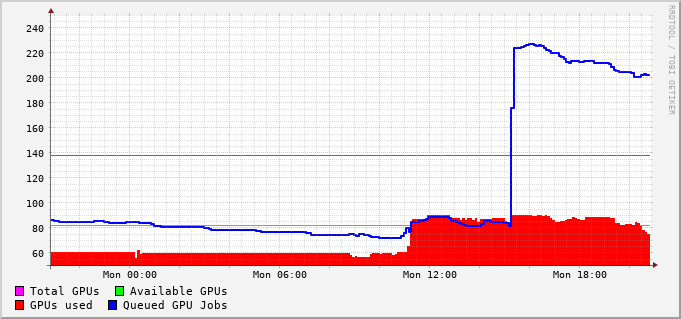 240
220
200
180
160
140
120
100
80
60
Mon 00:00 Mon 06:00 Mon 12:00 Mon 18:00
Total GPUs Available GPUs
GPUs used Queued GPU Jobs
RRDTOOL / TOBI OETIKER